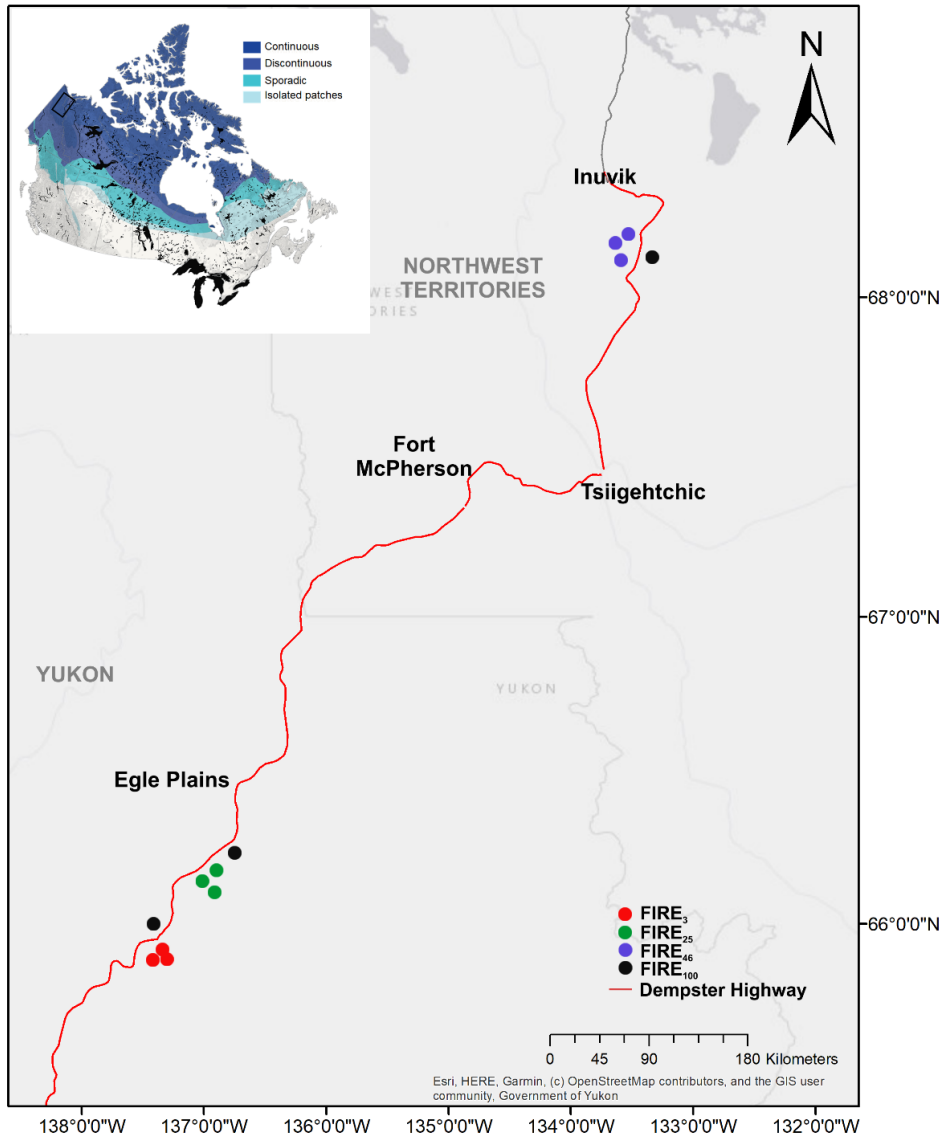 Continuous
Discontinuous
Sporadic
Isolated patches
N
Inuvik
NORTHWEST
TERRITORIES
WEST
ORIES
68°0'0"N
Fort
McPherson
Tsiigehtchic
67°0'0"N
YUKON
YUKON
Egle Plains
66°0'0"N
FIRE3
FIRE25
FIRE46
FIRE100
Dempster Highway
0 45 90 180 Kilometers
Esri, HERE, Garmin, (c) OpenStreetMap contributors, and the GIS user
community, Government of Yukon
138°0'0"W 137°0'0"W 136°0'0"W 135°0'0"W 134°0'0"W 133°0'0"W 132°0'0"W